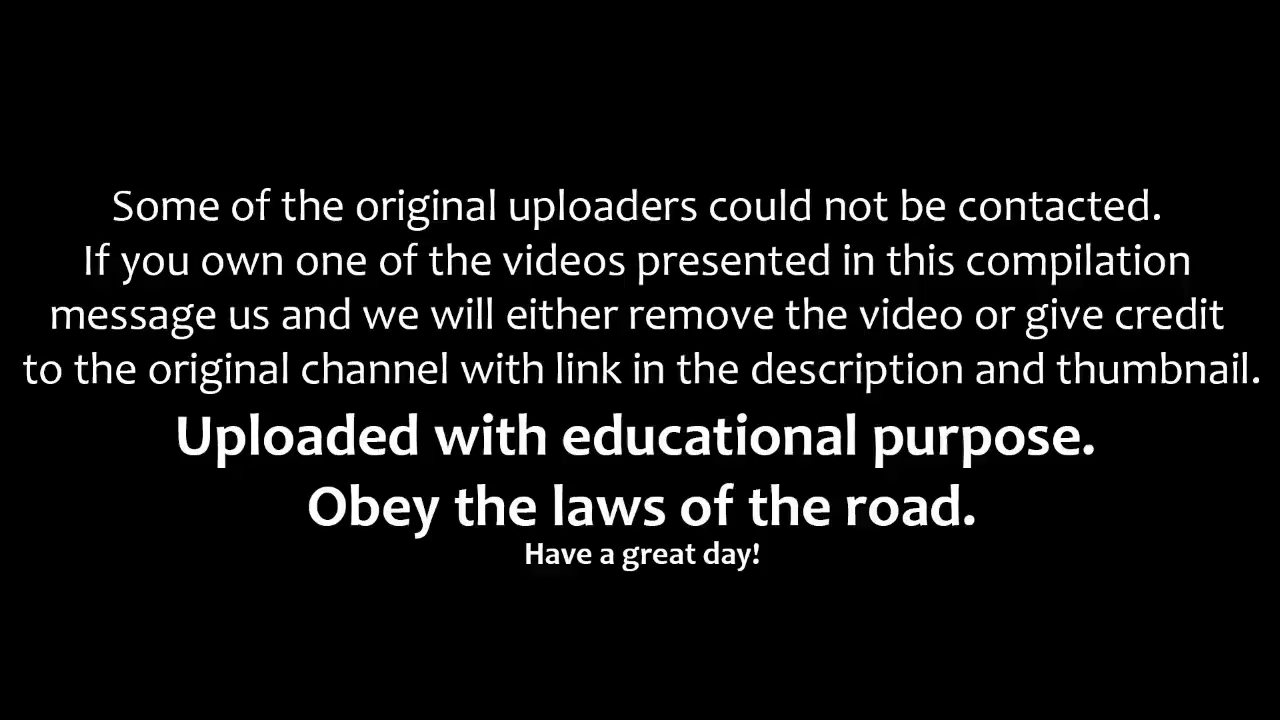 Some of the original uploaders could not be contacted.
If you own one of the videos presented in this compilation
message us and we will either remove the video or give credit
to the original channel with link in the description and thumbnail.
Uploaded with educational purpose.
Obey the laws of the road.
Have a great day!